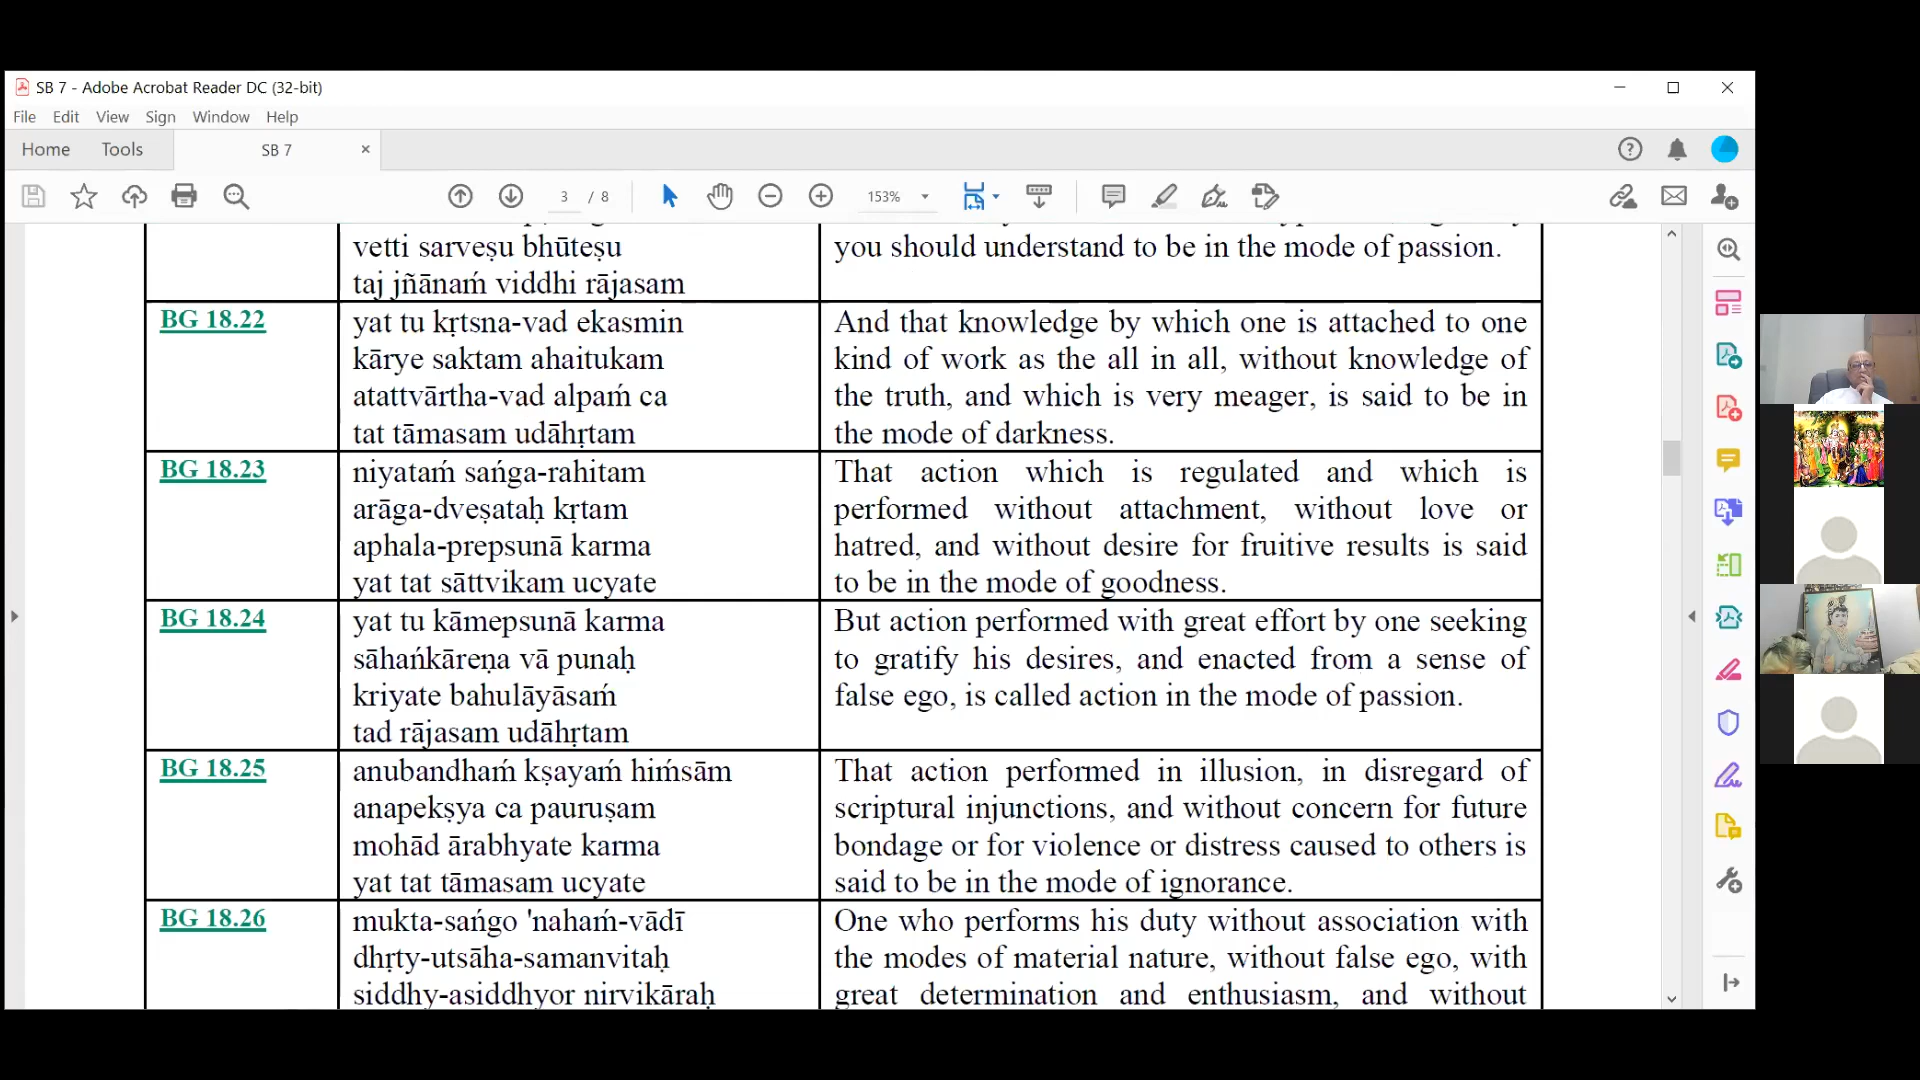 SB 7 - Adobe Acrobat Reader DC (32-bit)
File Edit View Sign Window Help
Home Tools SB 7
3 / 8 153%
vetti sarveṣu bhūteṣu
taj jñānaḿ viddhi rājasam
you should understand to be in the mode of passion.
BG 18.22
yat tu kṛtsna-vad ekasmin
kārye saktam ahaitukam
atattvārtha-vad alpaḿ ca
tat tāmasam udāhṛtam
And that knowledge by which one is attached to one
kind of work as the all in all, without knowledge of
the truth, and which is very meager, is said to be in
the mode of darkness.
BG 18.23
niyataḿ sańga-rahitam
arāga-dveṣataḥ kṛtam
aphala-prepsunā karma
yat tat sāttvikam ucyate
That action which is regulated and which is
performed without attachment, without love or
hatred, and without desire for fruitive results is said
to be in the mode of goodness.
BG 18.24
yat tu kāmepsunā karma
sāhańkāreṇa vā punaḥ
kriyate bahulāyāsaḿ
tad rājasam udāhṛtam
But action performed with great effort by one seeking
to gratify his desires, and enacted from a sense of
false ego, is called action in the mode of passion.
BG 18.25
anubandhaḿ kṣayaḿ hiḿsām
anapekṣya ca pauruṣam
mohād ārabhyate karma
yat tat tāmasam ucyate
That action performed in illusion, in disregard of
scriptural injunctions, and without concern for future
bondage or for violence or distress caused to others is
said to be in the mode of ignorance.
BG 18.26
mukta-sańgo 'nahaḿ-vādī
dhṛty-utsāha-samanvitaḥ
siddhy-asiddhyor nirvikāraḥ
One who performs his duty without association with
the modes of material nature, without false ego, with
great determination and enthusiasm, and without